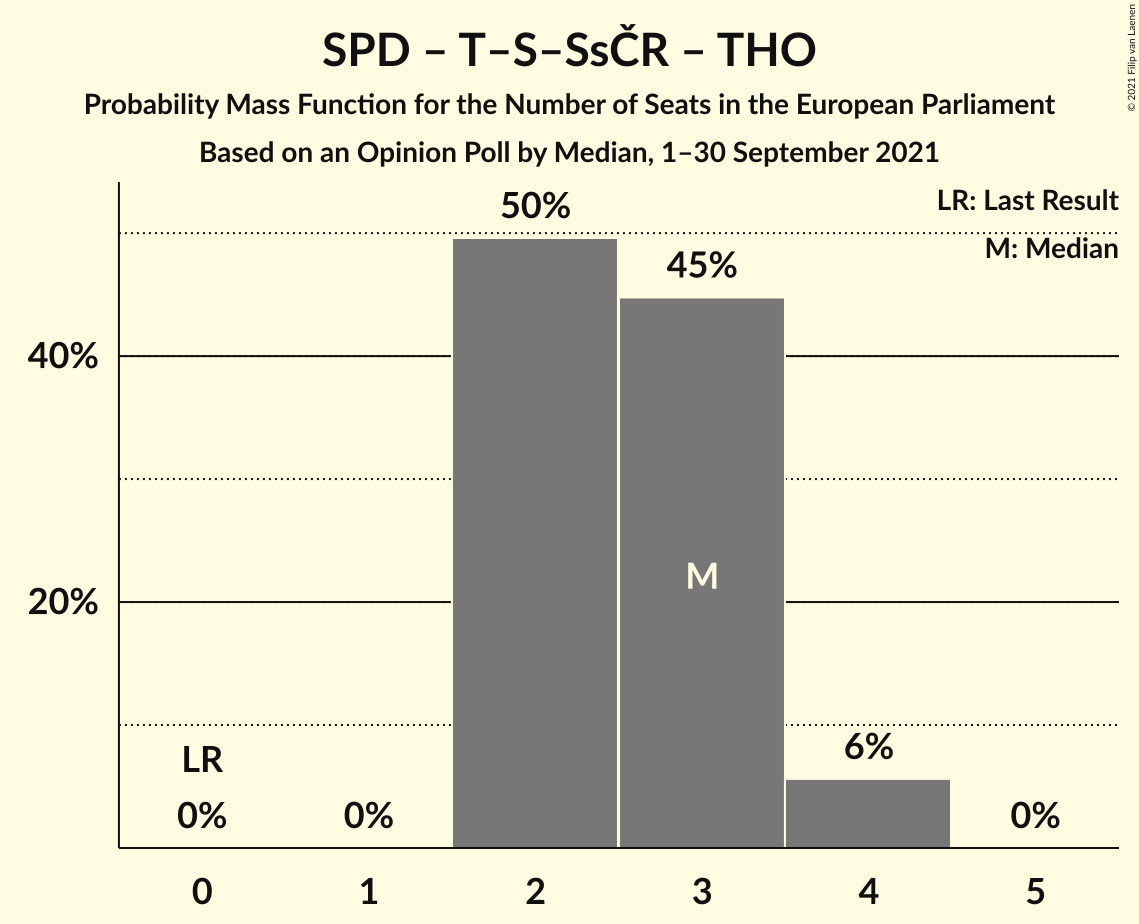 SPD – T–S–SsČR – THO
Probability Mass Function for the Number of Seats in the European Parliament
Based on an Opinion Poll by Median, 1–30 September 2021
© 2021 Filip van Laenen
LR: Last Result
M: Median
50%
45%
40%
M
20%
LR
6%
0%
0%
0%
0
1
2
3
4
5